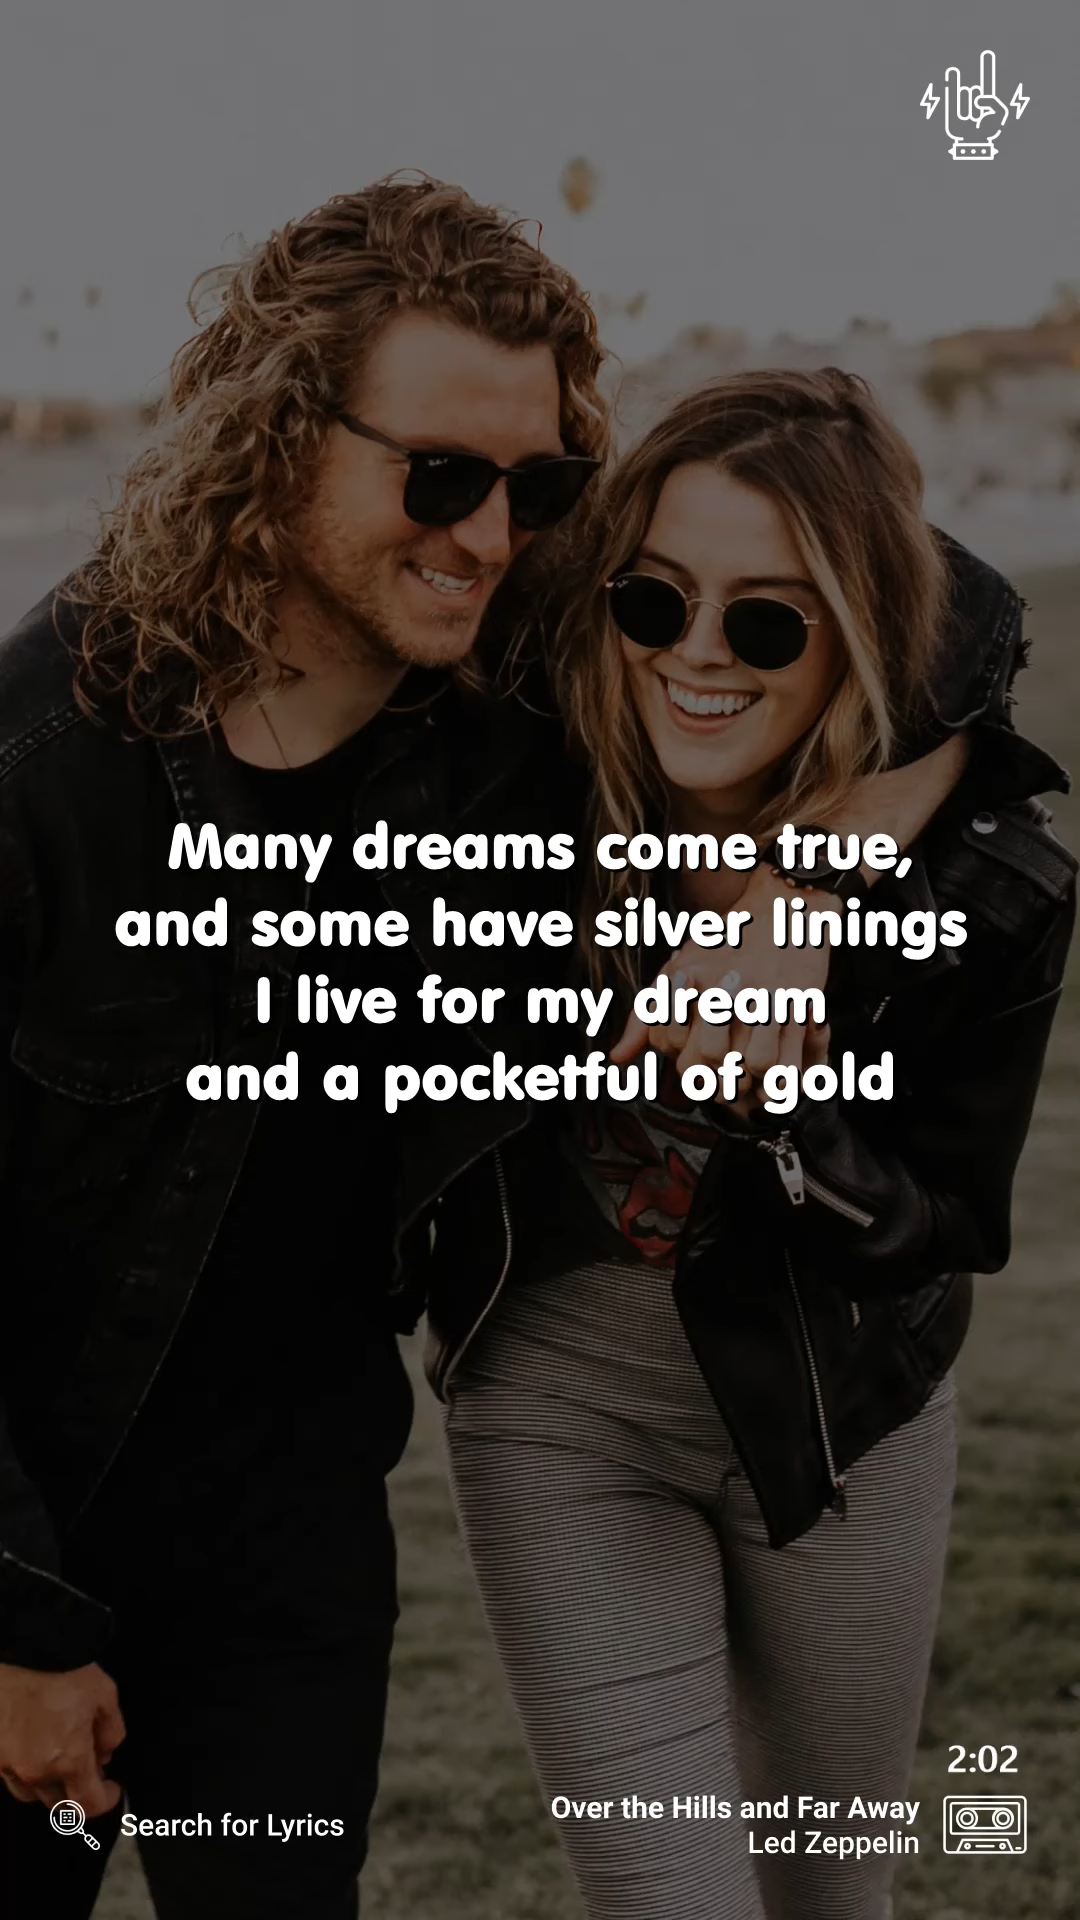 Many dreams come true,
and some have silver linings
I live for my dream
and a pocketful of gold
2:02
Search for Lyrics
Over the Hills and Far Away
Led Zeppelin